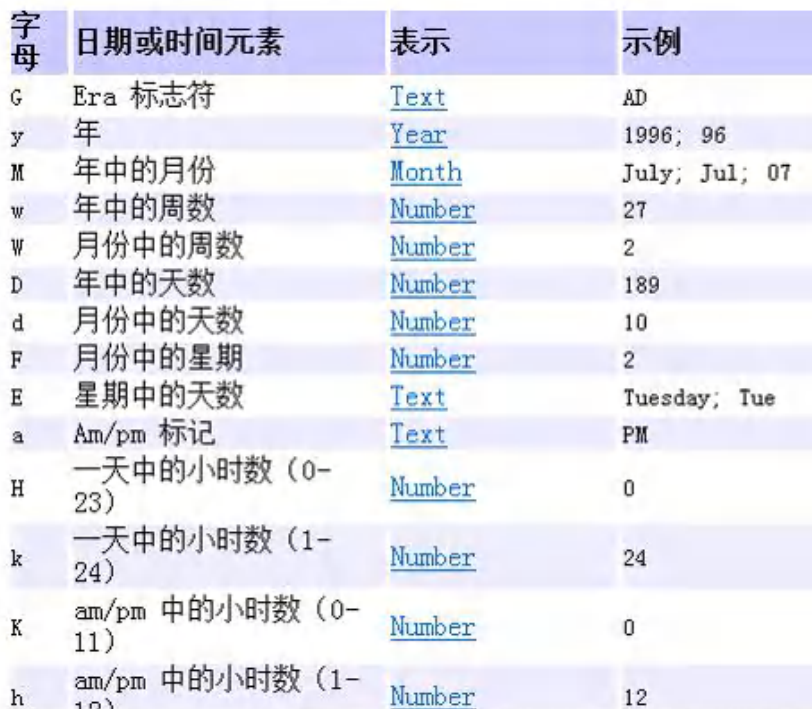 字母 日期或时间元素 表示 示例
G Era 标志符 Text AD
y 年 Year 1996; 96
M 年中的月份 Month July; Jul; 07
w 年中的周数 Number 27
W 月份中的周数 Number 2
D 年中的天数 Number 189
d 月份中的天数 Number 10
F 月份中的星期 Number 2
E 星期中的天数 Text Tuesday; Tue
a Am/pm 标记 Text PM
H 一天中的小时数（0-
23） Number 0
k 一天中的小时数（1-
24） Number 24
K am/pm 中的小时数（0-
11） Number 0
h am/pm 中的小时数（1-
Number 12